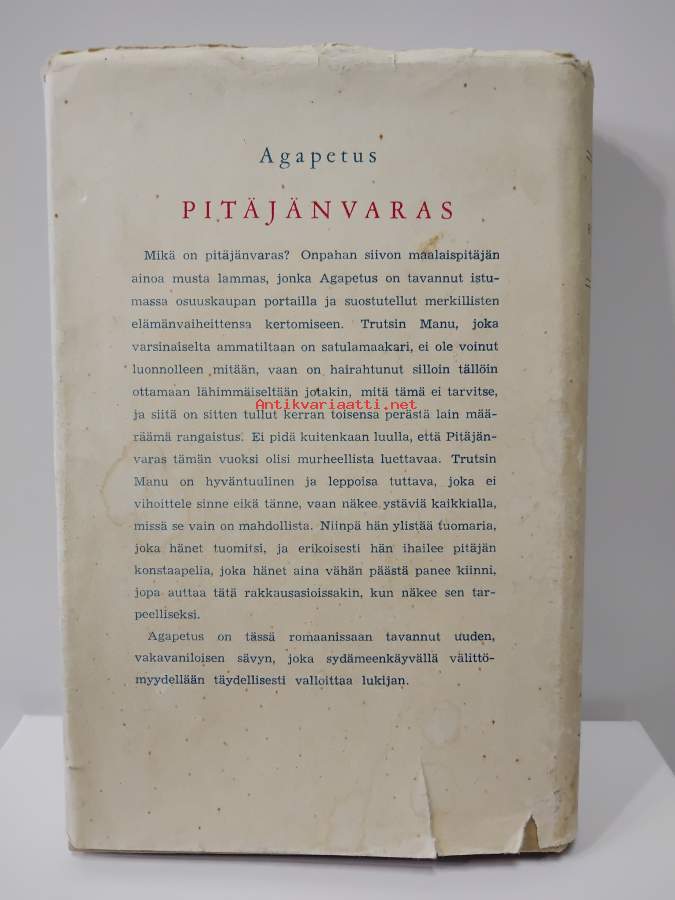 Agapetus
PITÄJÄNVARAS
Mikä on pitäjänvaras? Onpahan siivon maalaispitäjän
ainoa musta lammas, jonka Agapetus on tavannut istu-
massa osuuskaupan portailla ja suostutellut merkillisten
elämänvaiheittensa kertomiseen. Trutsin Manu, joka
varsinaiselta ammatiltaan on satulamaakari, ei ole voinut
luonnolleen mitään, vaan on hairahtunut silloin tällöin
ottamaan lähimmäiseltään jotakin, mitä tämä ei tarvitse,
Antikvariaatti.net
ja siitä on sitten tullut kerran toisensa perästä lain mää-
räämä rangaistus. Ei pidä kuitenkaan luulla, että Pitäjän-
varas tämän vuoksi olisi murheellista luettavaa. Trutsin
Manu on hyväntuulinen ja leppoisa tuttava, joka ei
vihoittele sinne eikä tänne, vaan näkee ystäviä kaikkialla,
missä se vain on mahdollista. Niinpä hän ylistää tuomaria,
joka hänet tuomitsi, ja erikoisesti hän ihailee pitäjän
konstaapelia, joka hänet aina vähän päästä panee kiinni,
jopa auttaa tätä rakkausasioissakin, kun näkee sen tar-
peelliseksi.
Agapetus on tässä romaanissaan tavannut uuden,
vakavaniloisen sävyn, joka sydämeenkäyvällä välittö-
myydellään täydellisesti valloittaa lukijan.